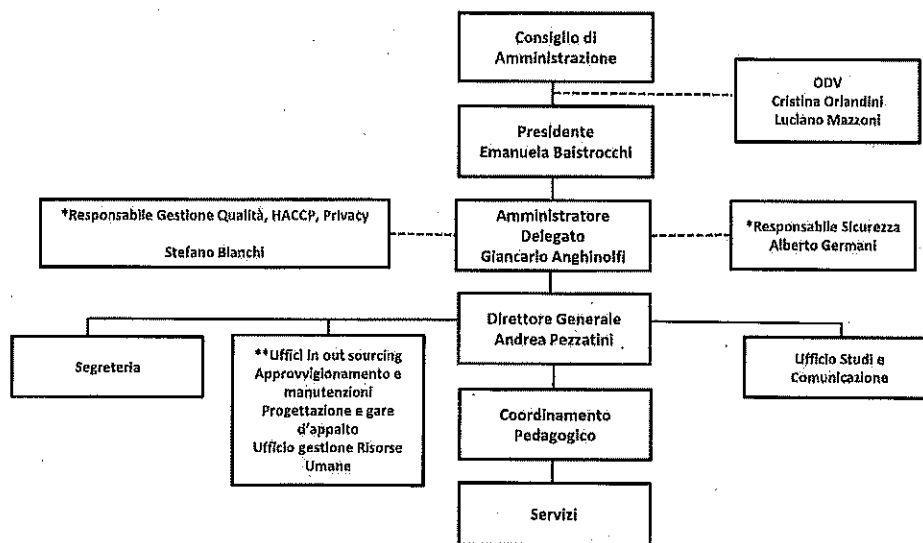 Consiglio di
Amministrazione
ODV
Cristina Orlandini
Luciano Mazzoni
Presidente
Emanuela Baistrocchi
*Responsabile Gestione Qualità, HACCP, Privacy
Stefano Bianchi
Amministratore
Delegato
Giancarlo Anghinolfi
*Responsabile Sicurezza
Alberto Germani
Direttore Generale
Andrea Pezzatini
Segreteria
**Uffici in out sourcing
Approvvigionamento e
manutenzioni
Progettazione e gare
d'appalto
Ufficio gestione Risorse
Umane
Ufficio Studi e
Comunicazione
Coordinamento
Pedagogico
Servizi